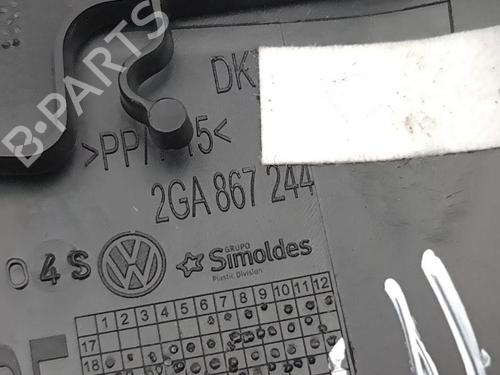 B·PARTS
DK
2GA 867 244
04S
GRUPO
Simoldes
Plastic Division
1 2 3 4 5 6 7 8 9 10 11 12
17
18